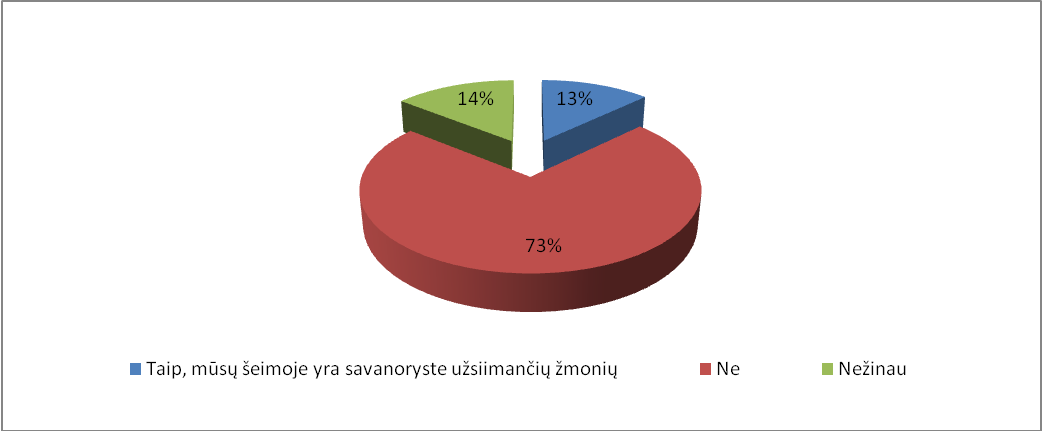 14%
13%
73%
Taip, mūsų šeimoje yra savanoryste užsiimančių žmonių
Ne
Nežinau